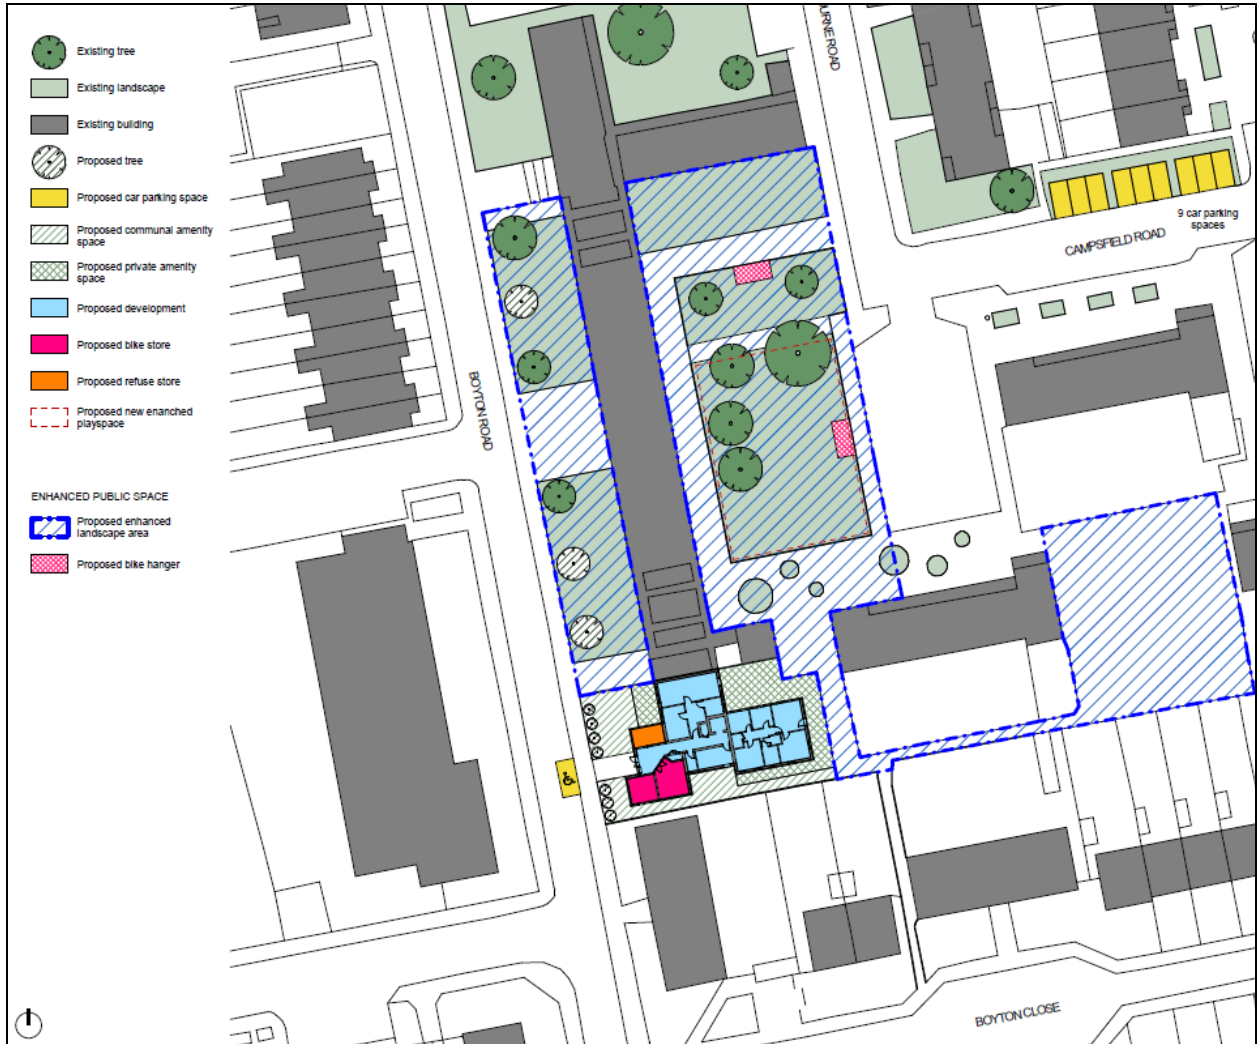 Existing tree
Existing landscape
Existing building
Proposed tree
Proposed car parking space
Proposed communal amenity
space
Proposed private amenity
space
Proposed development
Proposed bike store
Proposed refuse store
Proposed new enanched
playspace
ENHANCED PUBLIC SPACE
Proposed enhanced
landscape area
Proposed bike hanger
URNE ROAD
9 car parking
spaces
CAMPSFIELD ROAD
BOYTON ROAD
BOYTON CLOSE